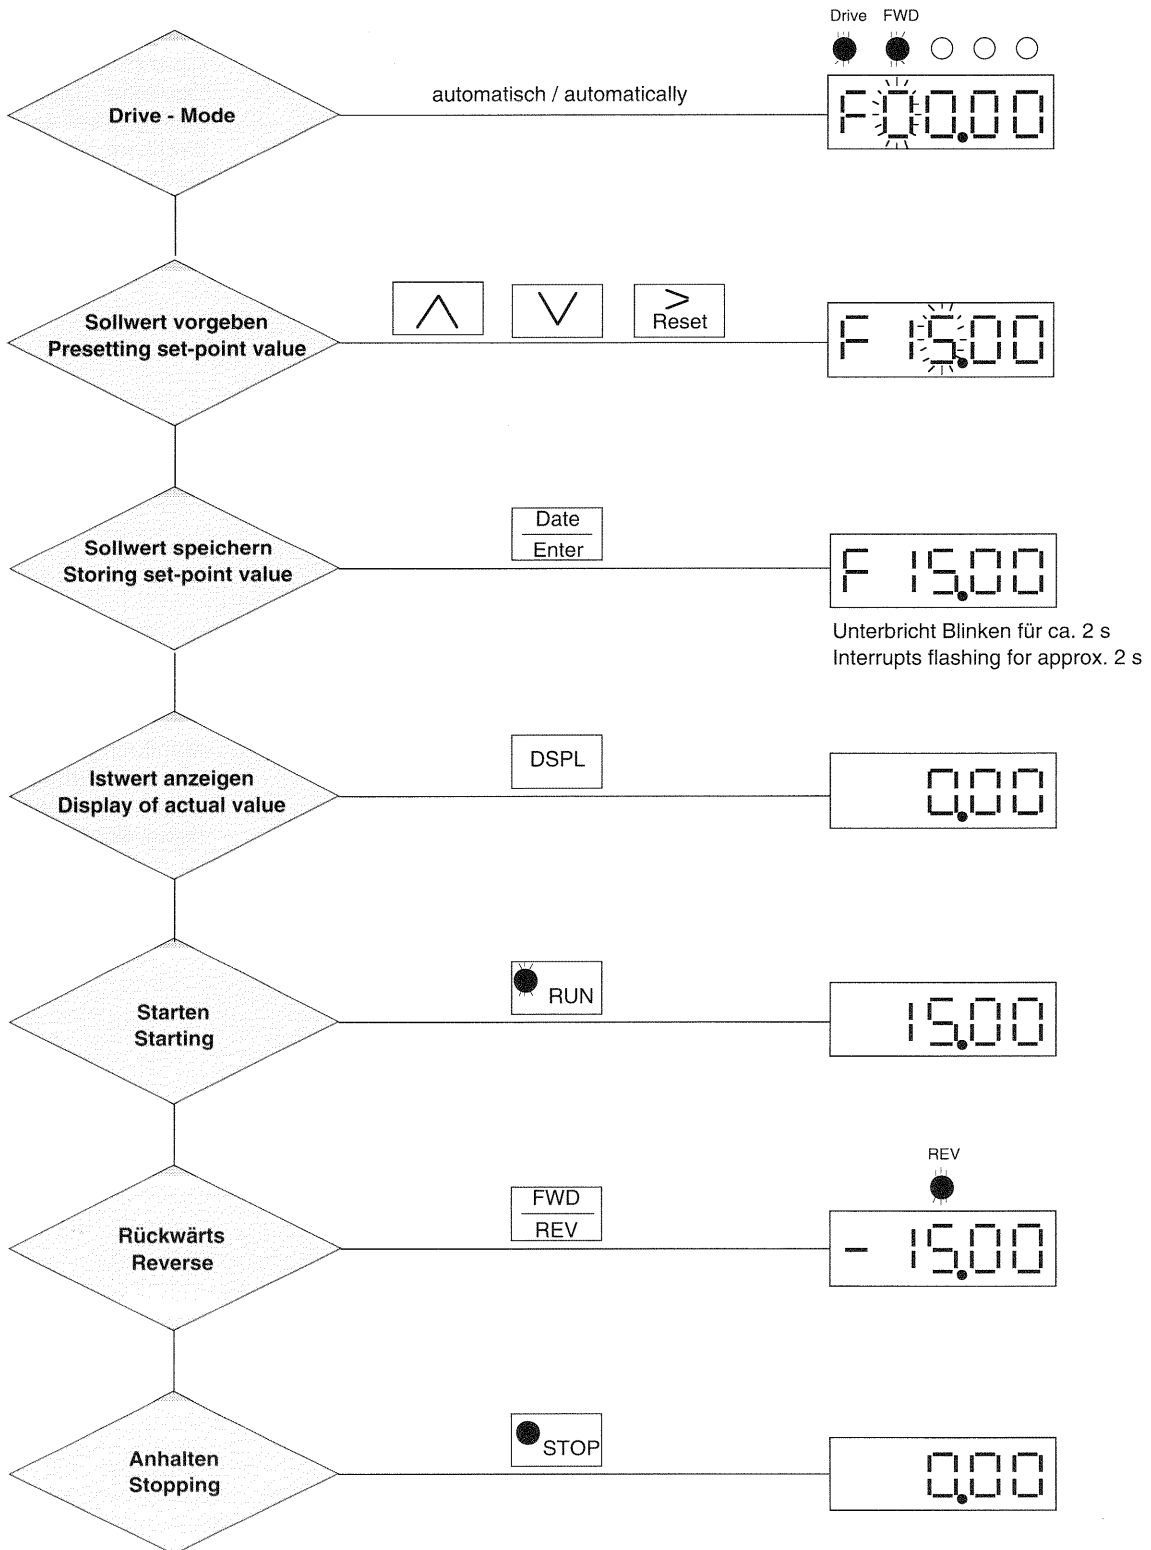 Drive FWD
Drive - Mode
automatisch / automatically
F00.00
Sollwert vorgeben
Presetting set-point value
>
Reset
F 15.00
Sollwert speichern
Storing set-point value
Date
Enter
F 15.00
Unterbricht Blinken für ca. 2 s
Interrupts flashing for approx. 2 s
Istwert anzeigen
Display of actual value
DSPL
0.00
Starten
Starting
RUN
15.00
Rückwärts
Reverse
FWD
REV
REV
- 15.00
Anhalten
Stopping
STOP
0.00